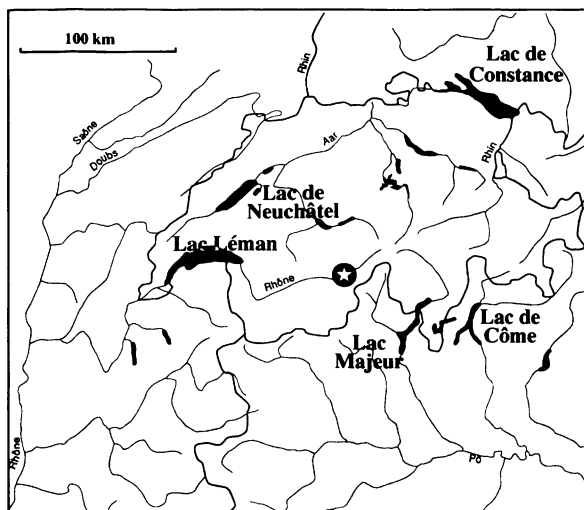 100 km
Lac de
Constance
Rhin
Saône
Doubs
Aar
Rhin
Lac de
Neuchâtel
Lac Léman
Rhône
Lac de
Côme
Lac
Majeur
Rhône
Pô